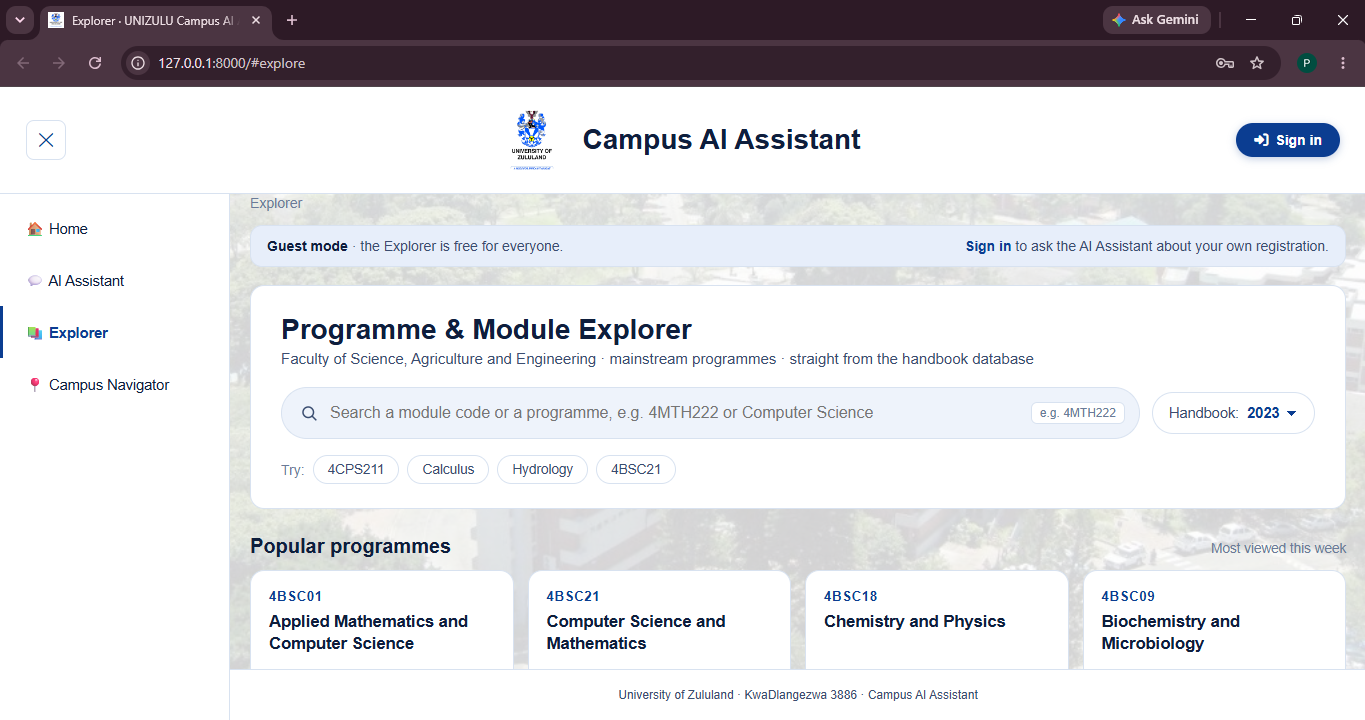 Explorer · UNIZULU Campus AI
Ask Gemini
127.0.0.1:8000/#explore
P
UNIVERSITY OF
ZULULAND
Campus AI Assistant
Sign in
Home
AI Assistant
Explorer
Campus Navigator
Explorer
Guest mode · the Explorer is free for everyone.
Sign in to ask the AI Assistant about your own registration.
Programme & Module Explorer
Faculty of Science, Agriculture and Engineering · mainstream programmes · straight from the handbook database
Search a module code or a programme, e.g. 4MTH222 or Computer Science
e.g. 4MTH222
Handbook: 2023
Try: 4CPS211 Calculus Hydrology 4BSC21
Popular programmes
Most viewed this week
4BSC01
Applied Mathematics and
Computer Science
4BSC21
Computer Science and
Mathematics
4BSC18
Chemistry and Physics
4BSC09
Biochemistry and
Microbiology
University of Zululand · KwaDlangezwa 3886 · Campus AI Assistant